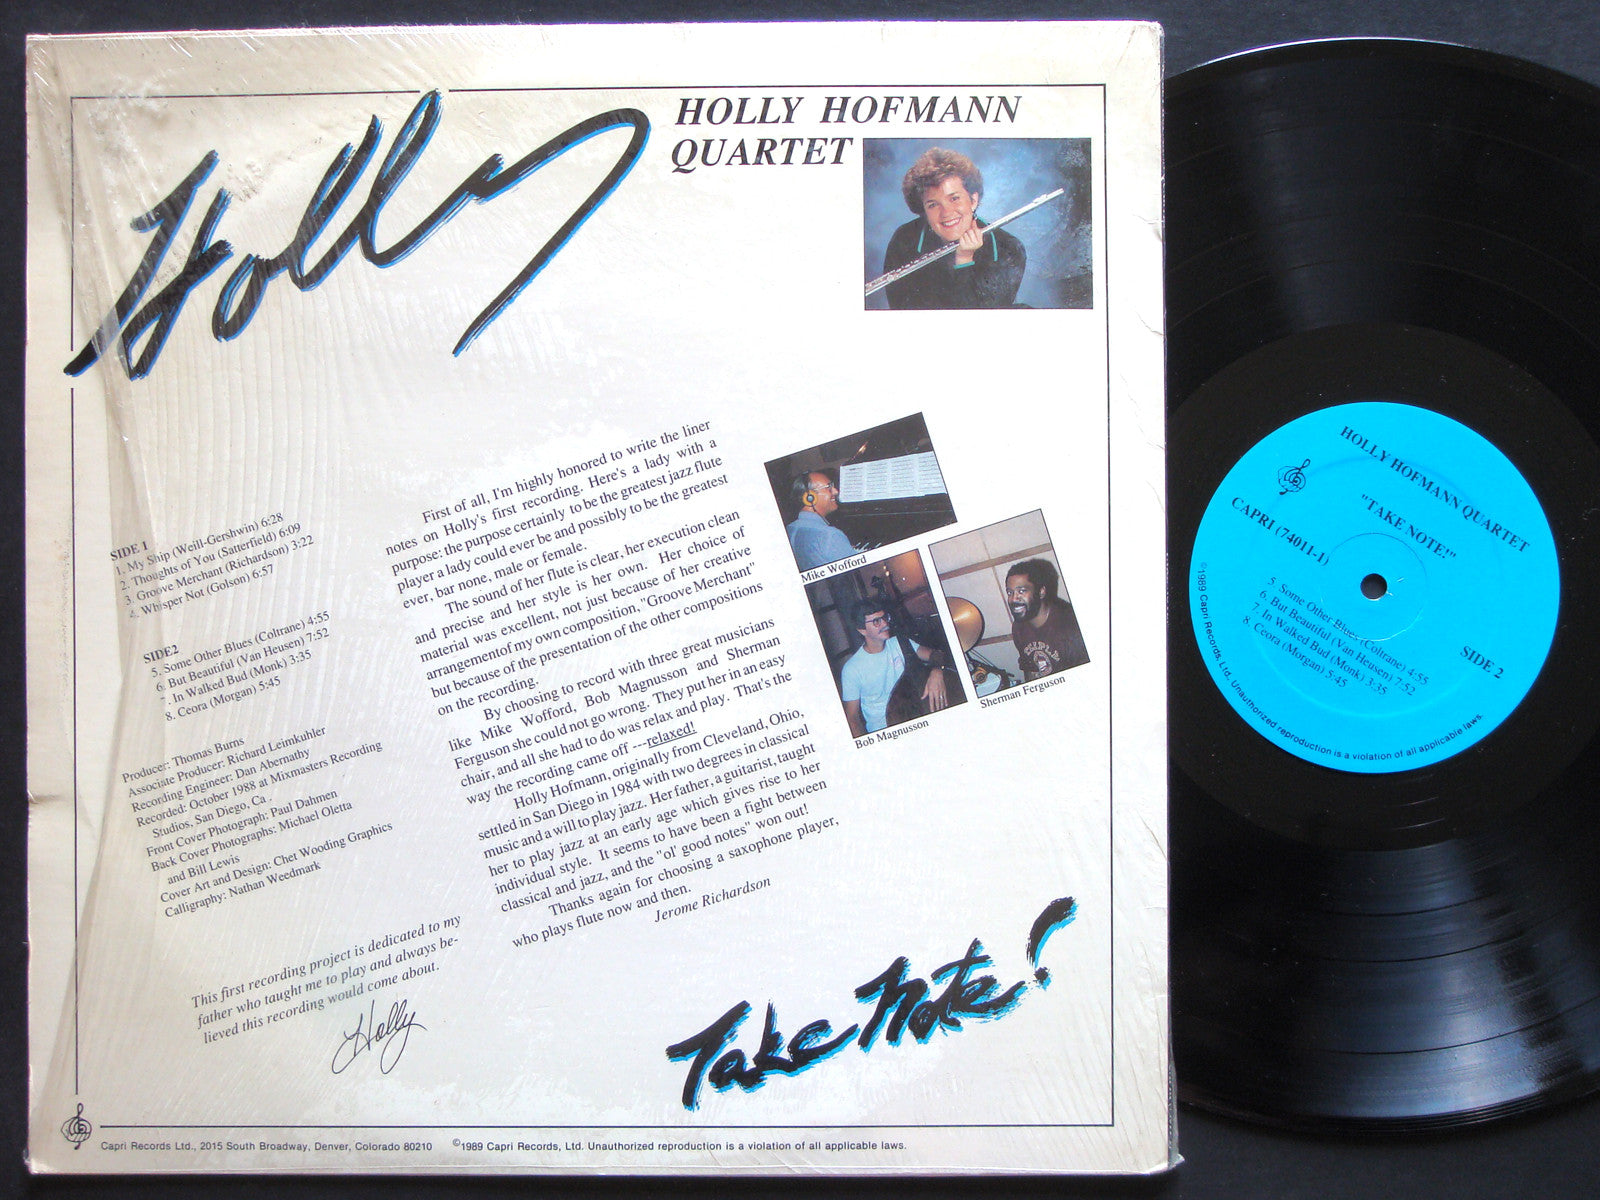 Holly
HOLLY HOFMANN
QUARTET
SIDE 1
1. My Ship (Weill-Gershwin) 6:28
2. Thoughts of You (Satterfield) 6:09
3. Groove Merchant (Richardson) 3:22
4. Whisper Not (Golson) 6:57
SIDE2
5. Some Other Blues (Coltrane) 4:55
6. But Beautiful (Van Heusen) 7:52
7. In Walked Bud (Monk) 3:35
8. Ceora (Morgan) 5:45
Producer: Thomas Burns
Associate Producer: Richard Leimkuhler
Recording Engineer: Dan Abernathy
Recorded: October 1988 at Mixmasters Recording
Studios, San Diego, Ca .
Front Cover Photograph: Paul Dahmen
Back Cover Photographs: Michael Oletta
and Bill Lewis
Cover Art and Design: Chet Wooding Graphics
Calligraphy: Nathan Weedmark
This first recording project is dedicated to my
father who taught me to play and always be-
lieved this recording would come about.
Holly
First of all, I'm highly honored to write the liner
notes on Holly's first recording. Here's a lady with a
purpose: the purpose certainly to be the greatest jazz flute
player a lady could ever be and possibly to be the greatest
ever, bar none, male or female.
The sound of her flute is clear, her execution clean
and precise and her style is her own. Her choice of
material was excellent, not just because of her creative
arrangement of my own composition, "Groove Merchant"
but because of the presentation of the other compositions
on the recording.
By choosing to record with three great musicians
like Mike Wofford, Bob Magnusson and Sherman
Ferguson she could not go wrong. They put her in an easy
chair, and all she had to do was relax and play. That's the
way the recording came off ---relaxed!
Holly Hofmann, originally from Cleveland, Ohio,
settled in San Diego in 1984 with two degrees in classical
music and a will to play jazz. Her father, a guitarist, taught
her to play jazz at an early age which gives rise to her
individual style. It seems to have been a fight between
classical and jazz, and the "ol' good notes" won out!
Thanks again for choosing a saxophone player,
who plays flute now and then.
Jerome Richardson
Mike Wofford
Bob Magnusson
Sherman Ferguson
Take Note!
Capri Records Ltd., 2015 South Broadway, Denver, Colorado 80210 ©1989 Capri Records, Ltd. Unauthorized reproduction is a violation of all applicable laws.
HOLLY HOFMANN QUARTET
"TAKE NOTE!"
CAPRI (74011-1)
SIDE 2
5. Some Other Blues (Coltrane) 4:55
6. But Beautiful (Van Heusen) 7:52
7. In Walked Bud (Monk) 3:35
8. Ceora (Morgan) 5:45
©1989 Capri Records, Ltd. Unauthorized reproduction is a violation of all applicable laws.